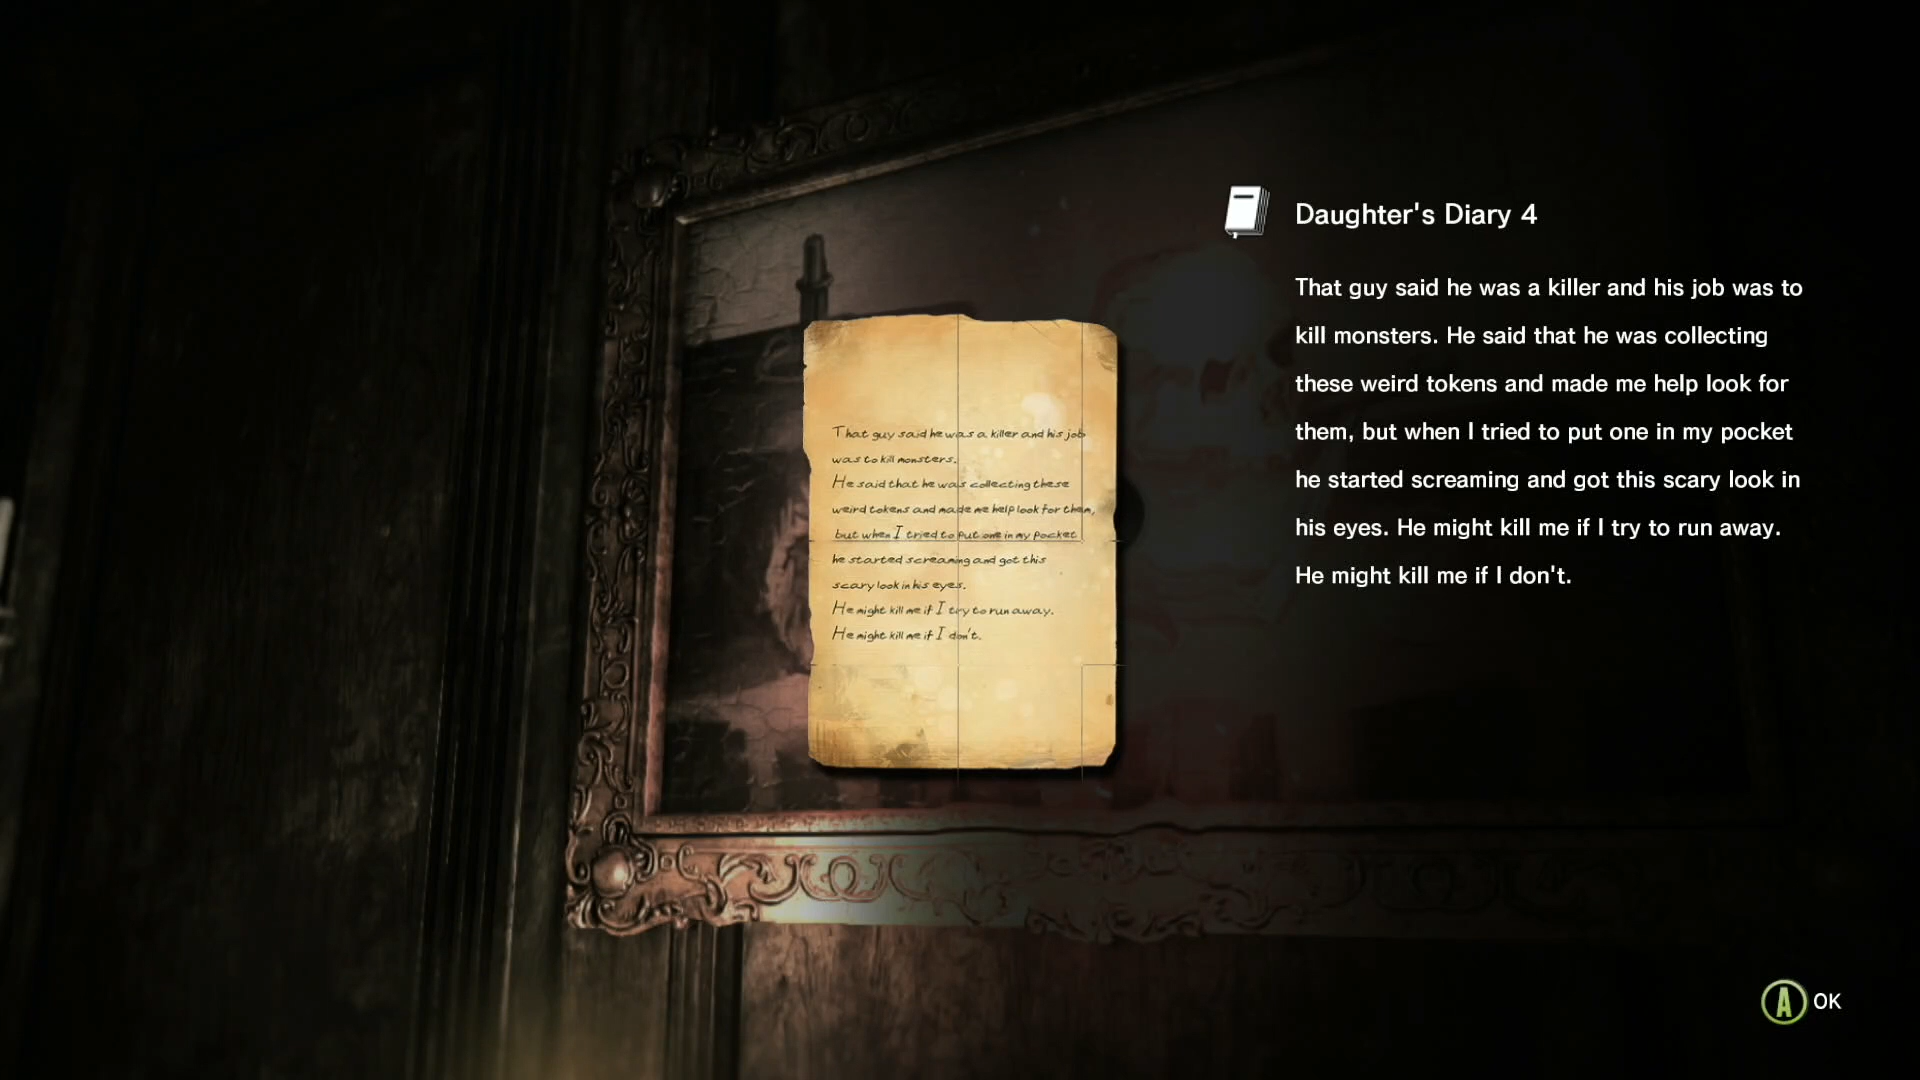 That guy said he was a killer and his job
was to kill monsters.
He said that he was collecting these
weird tokens and made me help look for them,
but when I tried to put one in my pocket
he started screaming and got this
scary look in his eyes.
He might kill me if I try to run away.
He might kill me if I don't.
Daughter's Diary 4
That guy said he was a killer and his job was to
kill monsters. He said that he was collecting
these weird tokens and made me help look for
them, but when I tried to put one in my pocket
he started screaming and got this scary look in
his eyes. He might kill me if I try to run away.
He might kill me if I don't.
A OK